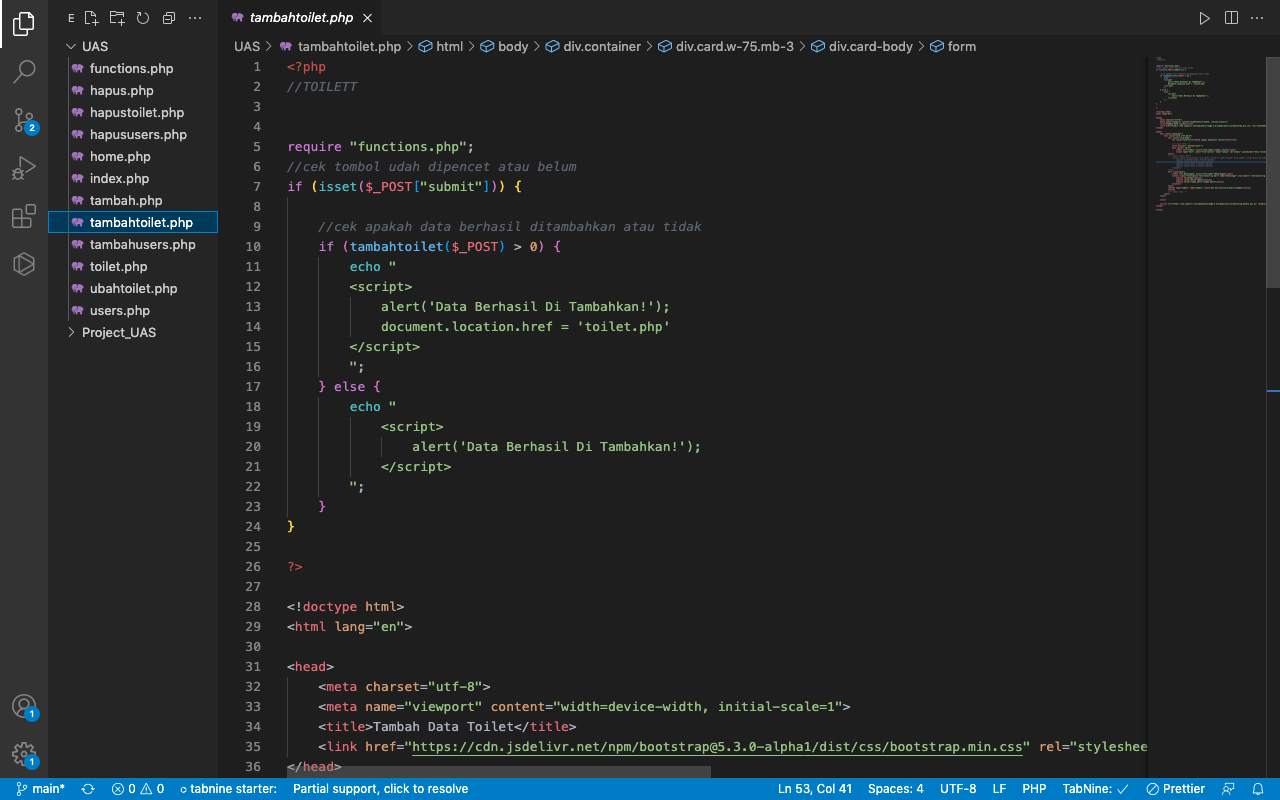 E
tambahtoilet.php
UAS
functions.php
hapus.php
hapustoilet.php
hapususers.php
home.php
index.php
tambah.php
tambahtoilet.php
tambahusers.php
toilet.php
ubahtoilet.php
users.php
Project_UAS
2
1
1
UAS > tambahtoilet.php > html > body > div.container > div.card.w-75.mb-3 > div.card-body > form
1 <?php
2 //TOILETT
3
4
5 require "functions.php";
6 //cek tombol udah dipencet atau belum
7 if (isset($_POST["submit"])) {
8
9 //cek apakah data berhasil ditambahkan atau tidak
10 if (tambahtoilet($_POST) > 0) {
11 echo "
12 <script>
13 alert('Data Berhasil Di Tambahkan!');
14 document.location.href = 'toilet.php'
15 </script>
16 ";
17 } else {
18 echo "
19 <script>
20 alert('Data Berhasil Di Tambahkan!');
21 </script>
22 ";
23 }
24 }
25
26 ?>
27
28 <!doctype html>
29 <html lang="en">
30
31 <head>
32 <meta charset="utf-8">
33 <meta name="viewport" content="width=device-width, initial-scale=1">
34 <title>Tambah Data Toilet</title>
35 <link href="https://cdn.jsdelivr.net/npm/bootstrap@5.3.0-alpha1/dist/css/bootstrap.min.css" rel="styleshee
36 </head>
main* 0 0 tabnine starter: Partial support, click to resolve Ln 53, Col 41 Spaces: 4 UTF-8 LF PHP TabNine: Prettier